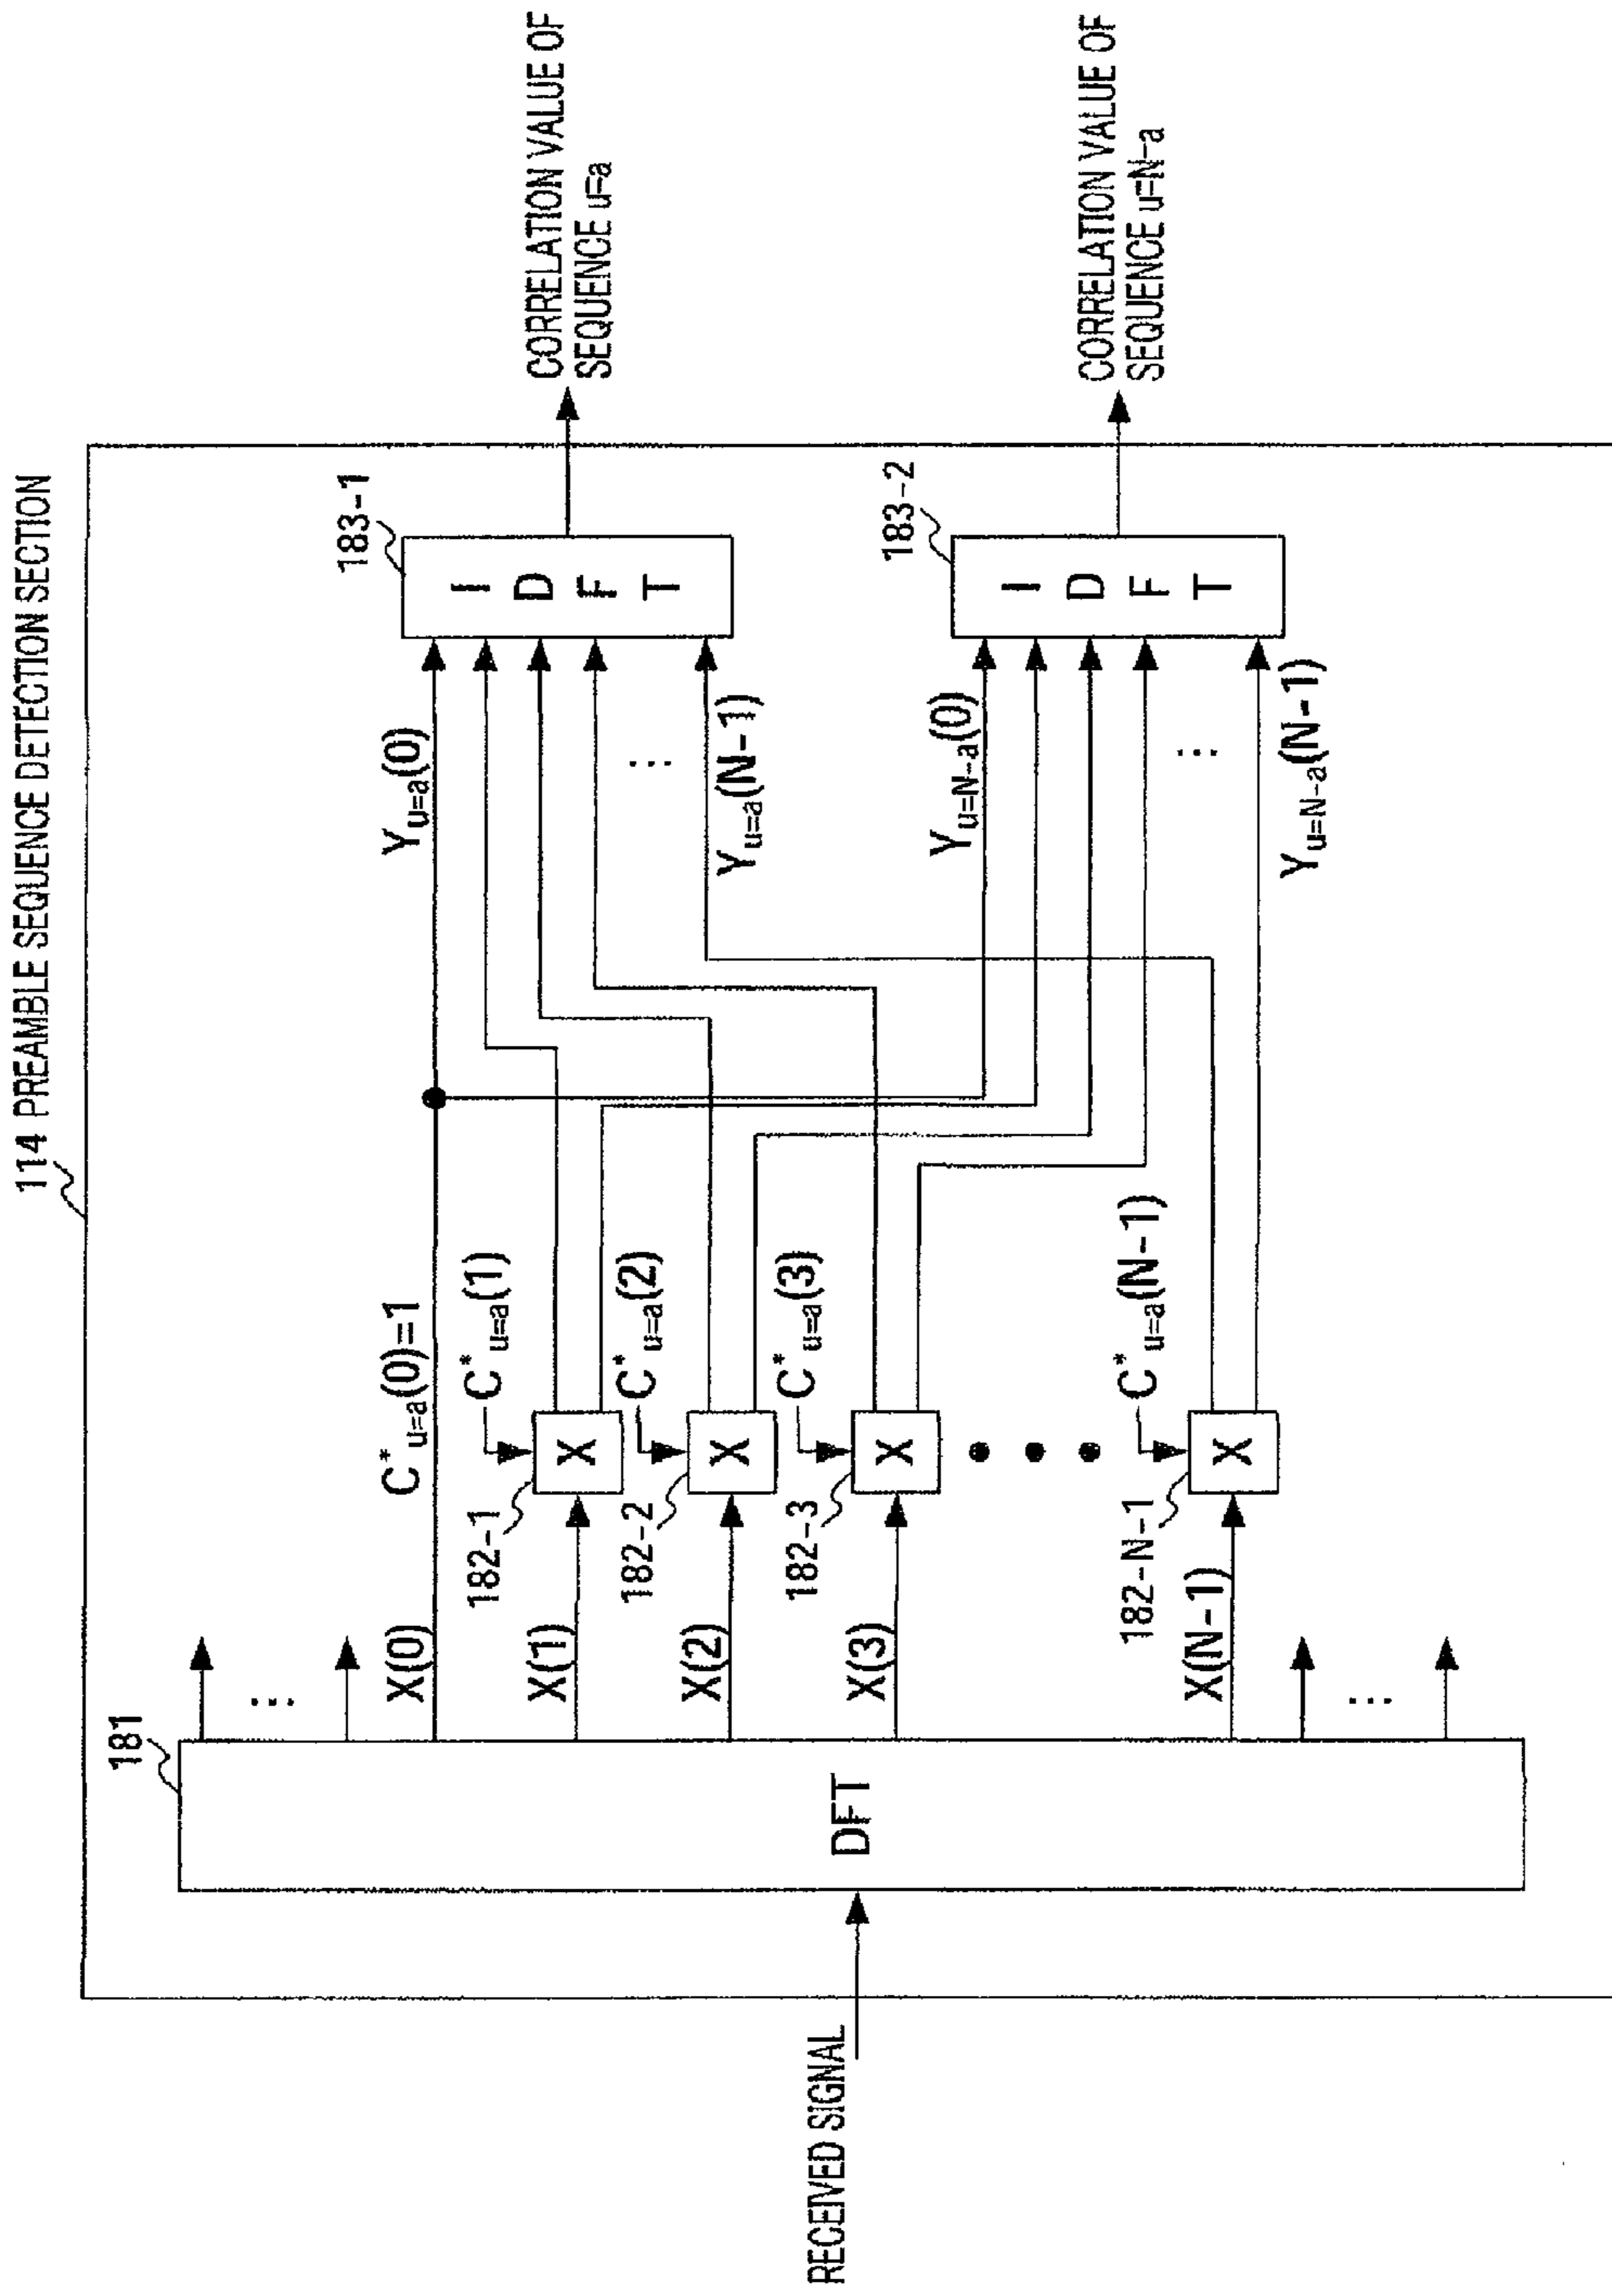 114 PREAMBLE SEQUENCE DETECTION SECTION
RECEIVED SIGNAL
181
DFT
X(0)
X(1)
X(2)
X(3)
X(N-1)
...
...
C*u=a(0)=1
182-1
C*u=a(1)
X
182-2
C*u=a(2)
X
182-3
C*u=a(3)
X
182-N-1
C*u=a(N-1)
X
Yu=a(0)
...
Yu=a(N-1)
183-1
IDFT
CORRELATION VALUE OF
SEQUENCE u=a
Yu=N-a(0)
...
Yu=N-a(N-1)
183-2
IDFT
CORRELATION VALUE OF
SEQUENCE u=N-a